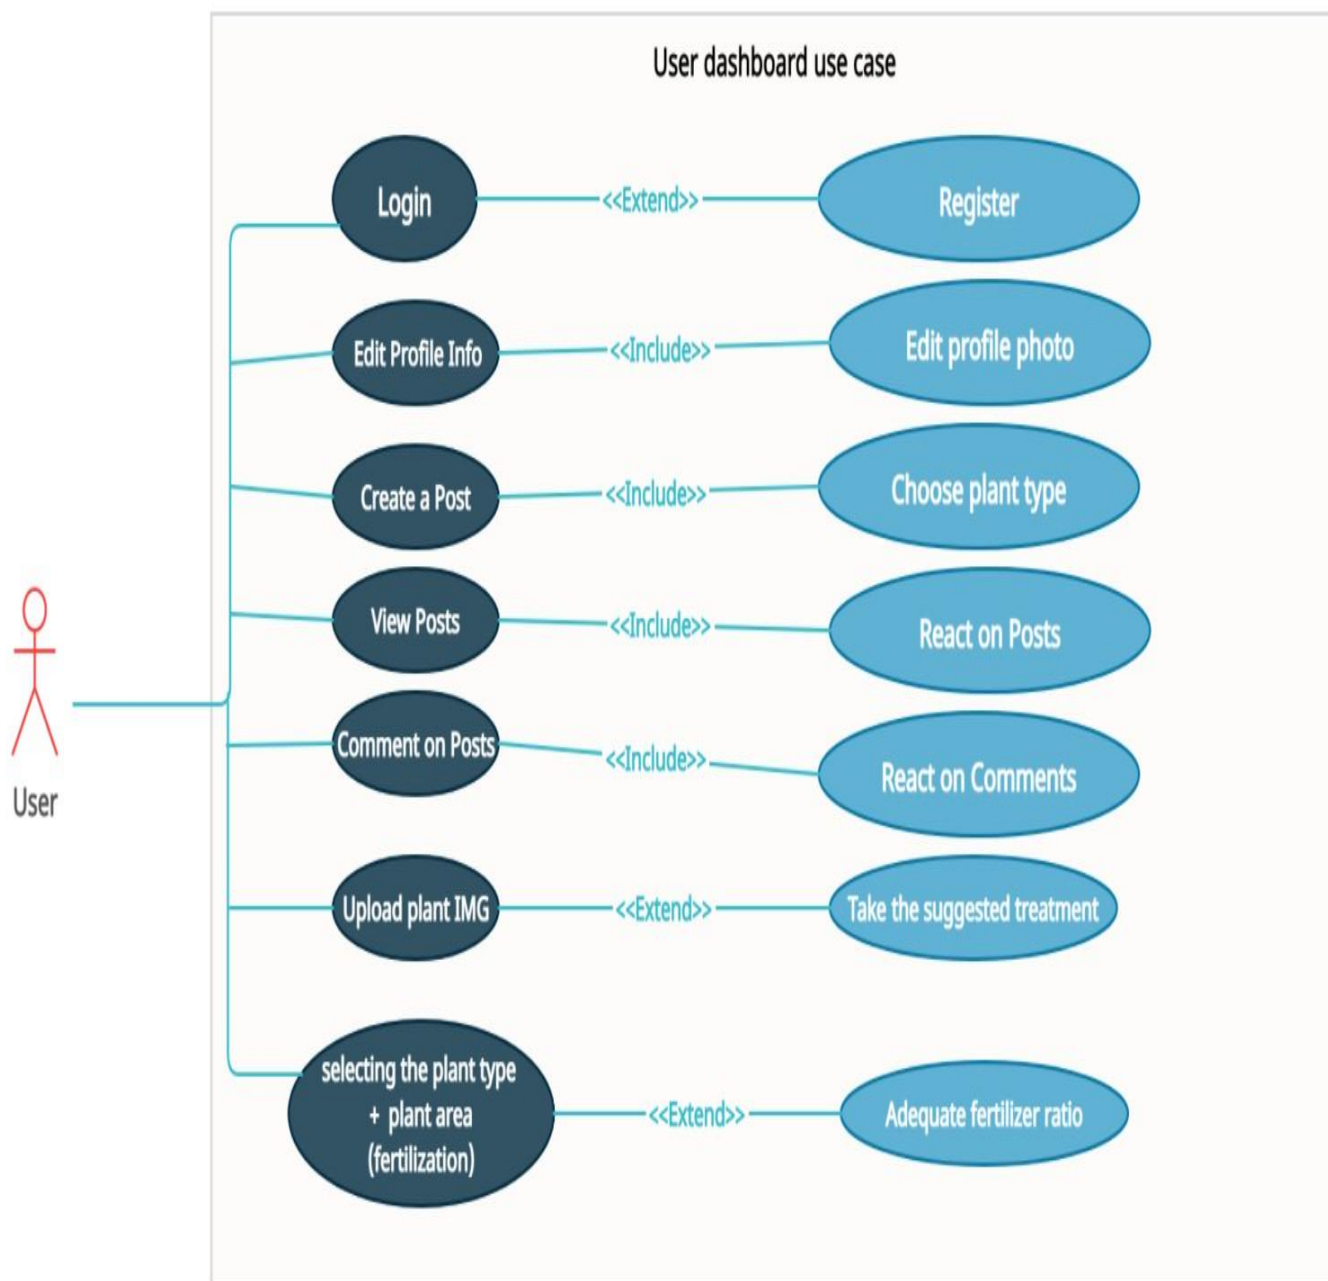 User dashboard use case
Login
<<Extend>>
Register
Edit Profile Info
<<Include>>
Edit profile photo
Create a Post
<<Include>>
Choose plant type
View Posts
<<Include>>
React on Posts
Comment on Posts
<<Include>>
React on Comments
User
Upload plant IMG
<<Extend>>
Take the suggested treatment
selecting the plant type
+ plant area
(fertilization)
<<Extend>>
Adequate fertilizer ratio